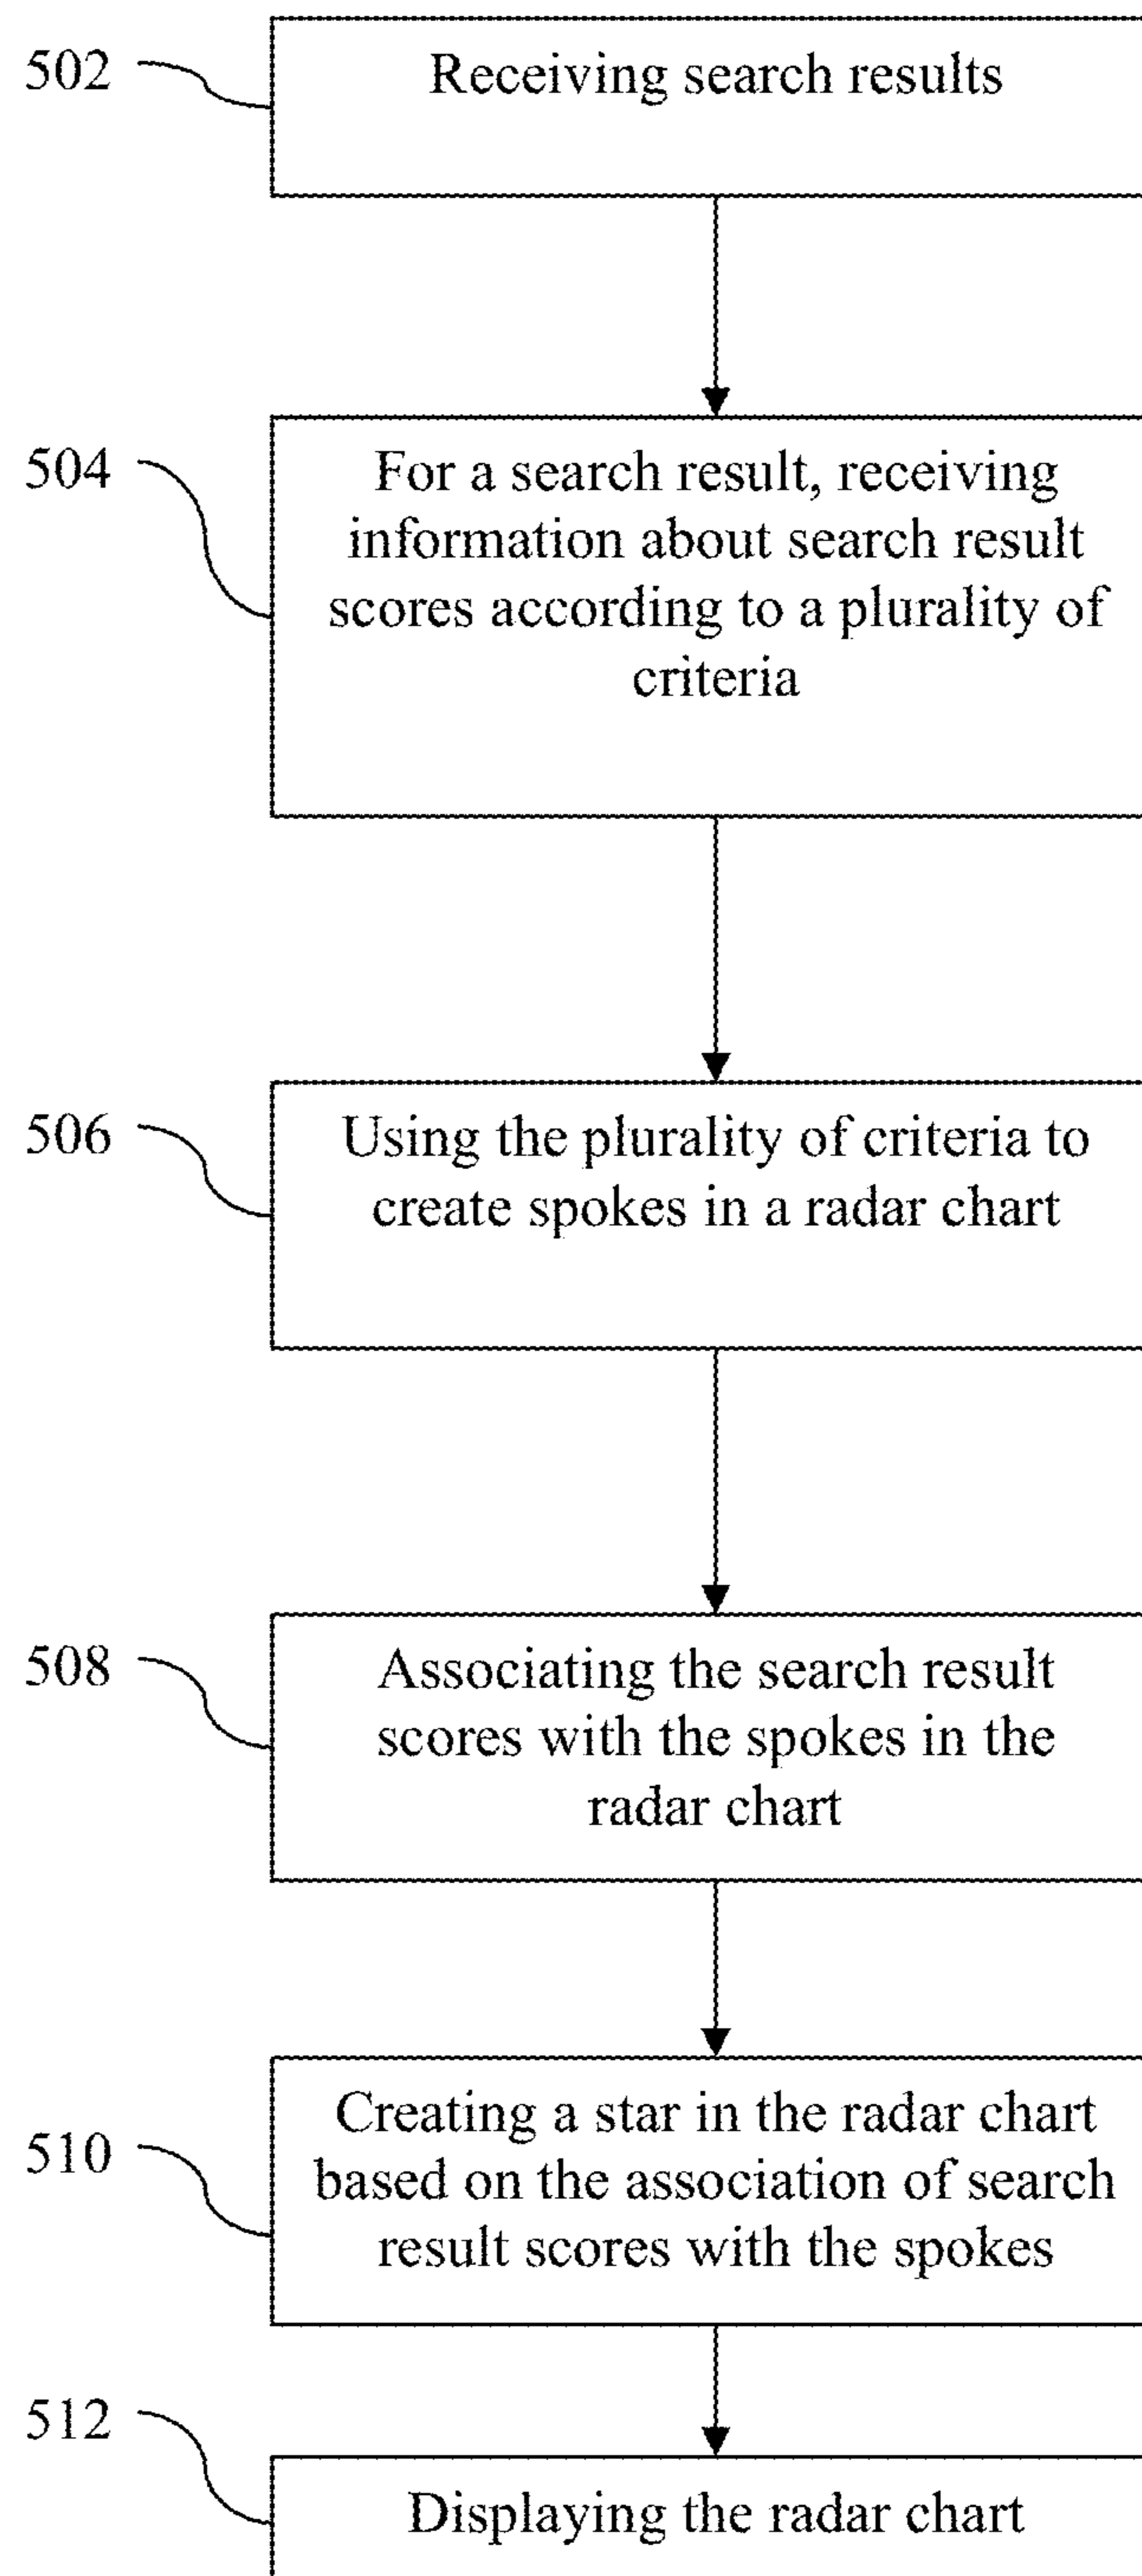 502
Receiving search results
504
For a search result, receiving
information about search result
scores according to a plurality of
criteria
506
Using the plurality of criteria to
create spokes in a radar chart
508
Associating the search result
scores with the spokes in the
radar chart
510
Creating a star in the radar chart
based on the association of search
result scores with the spokes
512
Displaying the radar chart